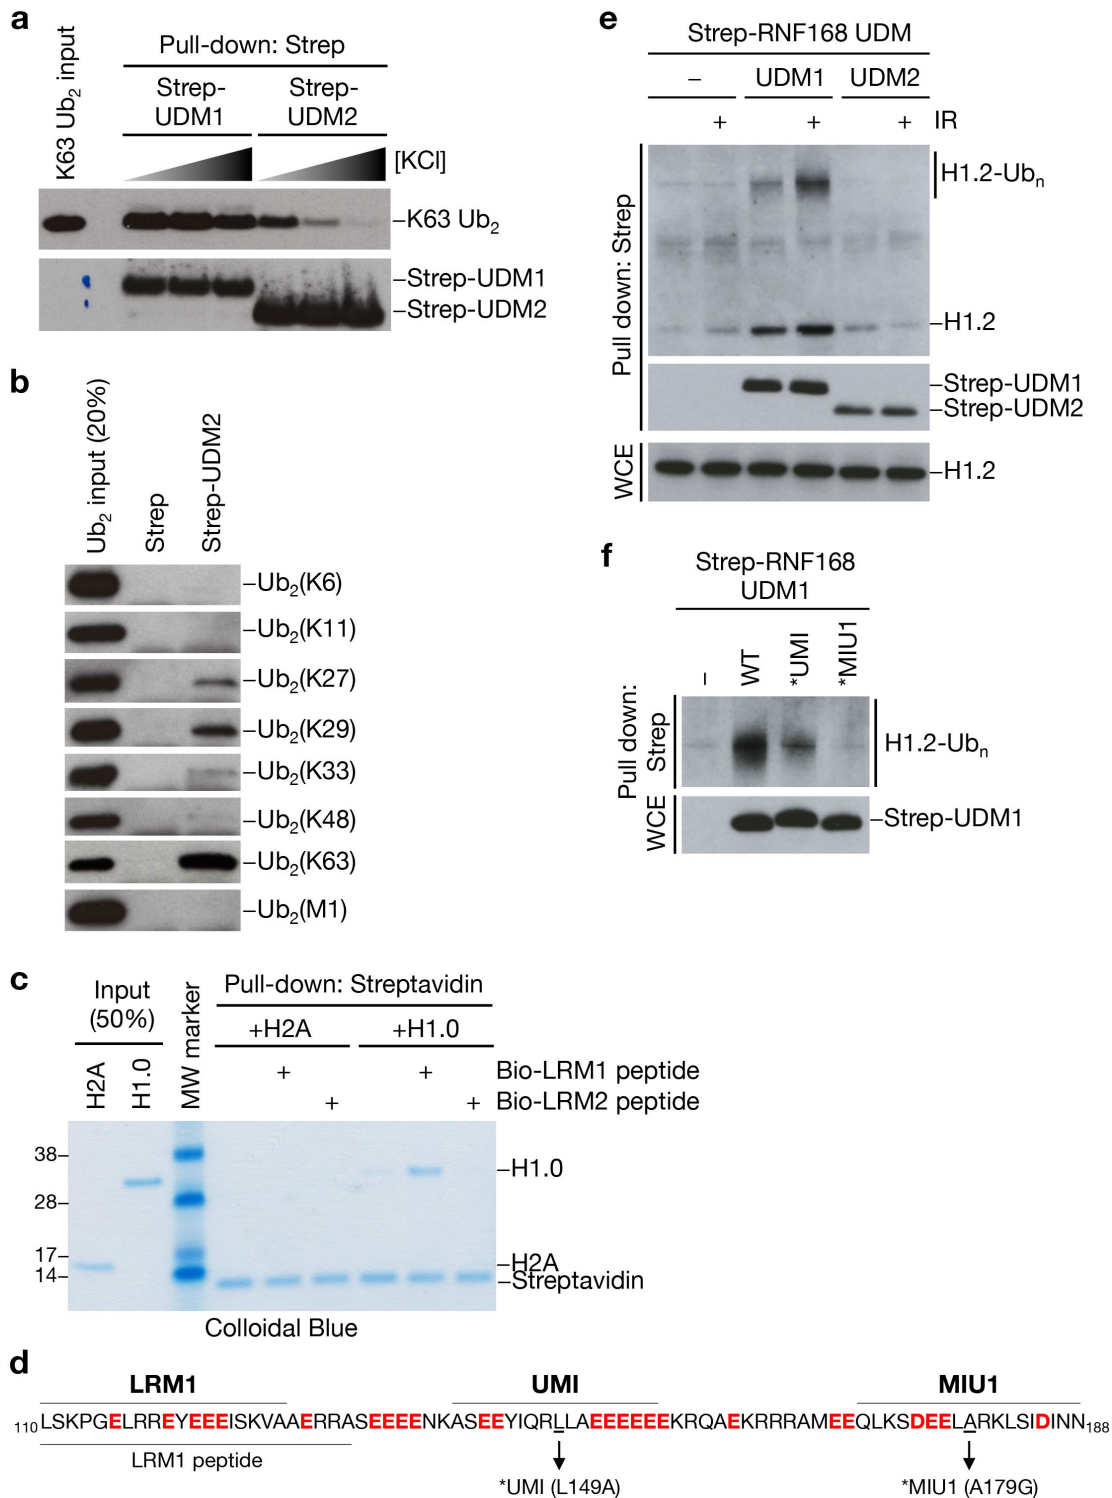 a
K63 Ub2 input
Pull-down: Strep
Strep-UDM1
Strep-UDM2
[KCl]
–K63 Ub2
–Strep-UDM1
–Strep-UDM2
b
Ub2 input (20%)
Strep
Strep-UDM2
–Ub2(K6)
–Ub2(K11)
–Ub2(K27)
–Ub2(K29)
–Ub2(K33)
–Ub2(K48)
–Ub2(K63)
–Ub2(M1)
c
Input
(50%)
MW marker
Pull-down: Streptavidin
+H2A
+H1.0
H2A
H1.0
+ + Bio-LRM1 peptide
+ + Bio-LRM2 peptide
38–
28–
17–
14–
–H1.0
–H2A
–Streptavidin
Colloidal Blue
d
LRM1 UMI MIU1
110LSKPGELRREYEEEISKVAAERRASEEEENKASEEYIQRLLAEEEEEEKRQAEKRRRAMEEQLKSDEELARKLSIDINN188
LRM1 peptide
*UMI (L149A)
*MIU1 (A179G)
e
Strep-RNF168 UDM
– UDM1 UDM2
+ + + IR
Pull down: Strep
H1.2-Ubn
–H1.2
–Strep-UDM1
–Strep-UDM2
WCE
–H1.2
f
Strep-RNF168
UDM1
–
WT
*UMI
*MIU1
Pull down:
Strep
H1.2-Ubn
WCE
–Strep-UDM1